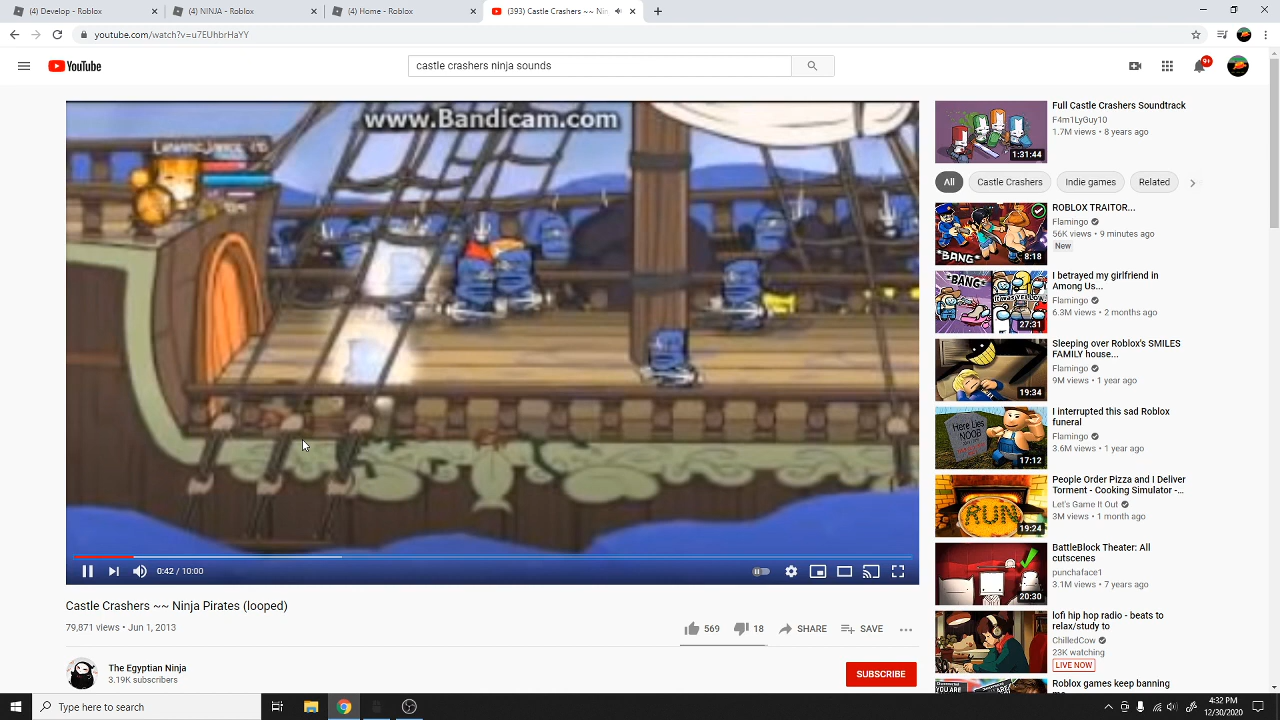 (4) Develop - Roblox
(4) NINJA - Roblox
(4) Home - Roblox
(393) Castle Crashers ~~ Nin
youtube.com/watch?v=u7EUhbrHaYY
YouTube
castle crashers ninja sounds
9+
www.Bandicam.com
0:42 / 10:00
Castle Crashers ~~ Ninja Pirates (looped)
79,871 views • Jun 1, 2013
569
18
SHARE
SAVE
The Egyptian Ninja
3.19K subscribers
SUBSCRIBE
1:31:44
Full Castle Crashers Soundtrack
F4m1LyGuy10
1.7M views • 8 years ago
All
Castle Crashers
Indie games
Related
*BANG*
8:18
ROBLOX TRAITOR...
Flamingo
56K views • 9 minutes ago
New
*BANG*
27:31
I betrayed my girlfriend in
Among Us...
Flamingo
6.3M views • 2 months ago
19:34
Sleeping over Roblox's SMILES
FAMILY house...
Flamingo
9M views • 1 year ago
Here Lies
NOOB
17:12
I interrupted this sad Roblox
funeral
Flamingo
3.6M views • 1 year ago
RUN
19:24
People Order Pizza and I Deliver
Torment - Cooking Simulator -...
Let's Game It Out
3M views • 1 month ago
20:30
BattleBlock Theater: All
cutscenes
punchaface1
3.1M views • 7 years ago
lofi hip hop radio - beats to
relax/study to
ChilledCow
23K watching
LIVE NOW
Roblox games keep banning
Type here to search
4:32 PM
12/30/2020